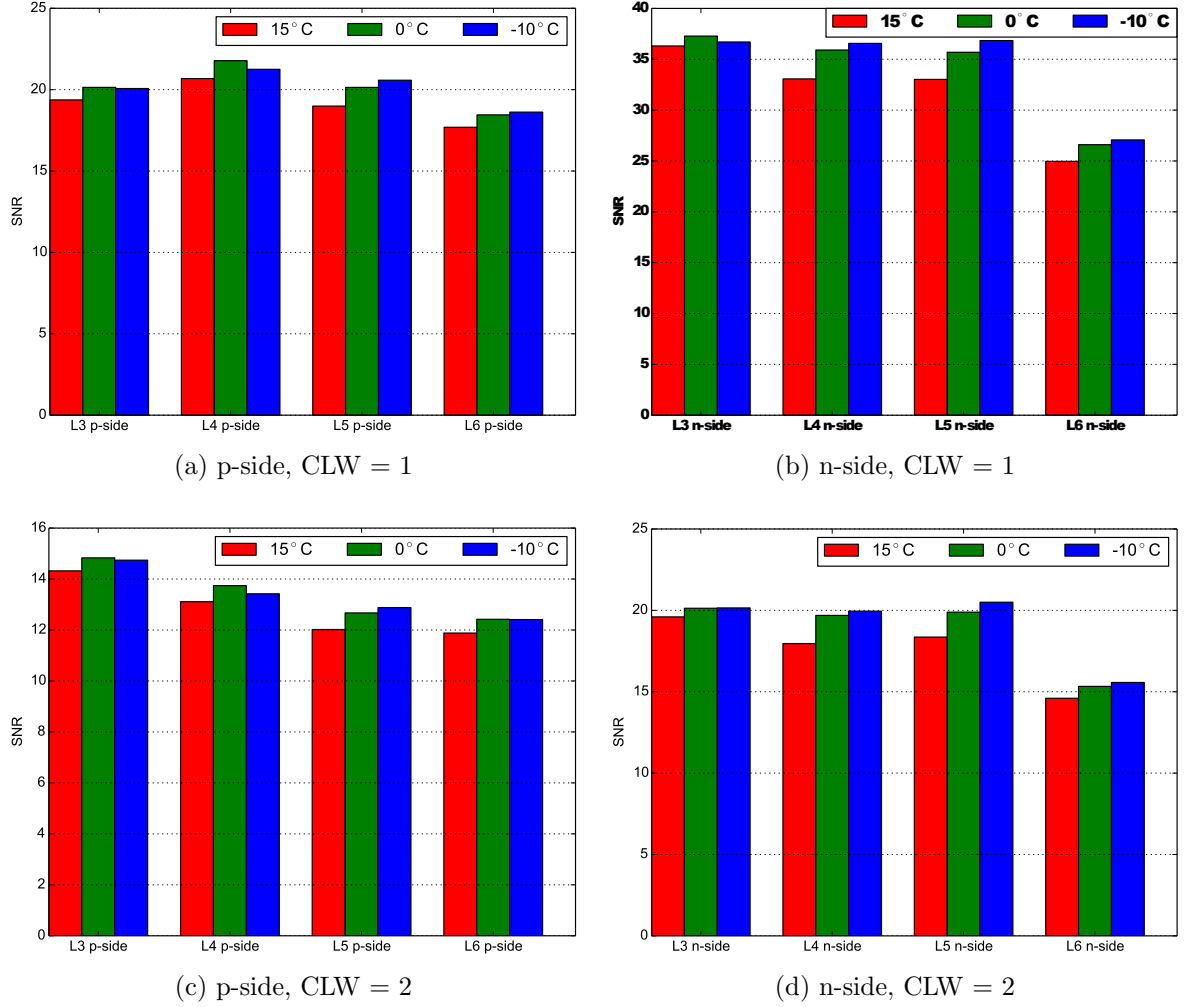 25
20
15
10
5
0
SNR
15°C 0°C -10°C
L3 p-side L4 p-side L5 p-side L6 p-side
(a) p-side, CLW = 1
40
35
30
25
20
15
10
5
0
SNR
15°C 0°C -10°C
L3 n-side L4 n-side L5 n-side L6 n-side
(b) n-side, CLW = 1
16
14
12
10
8
6
4
2
0
SNR
15°C 0°C -10°C
L3 p-side L4 p-side L5 p-side L6 p-side
(c) p-side, CLW = 2
25
20
15
10
5
0
SNR
15°C 0°C -10°C
L3 n-side L4 n-side L5 n-side L6 n-side
(d) n-side, CLW = 2